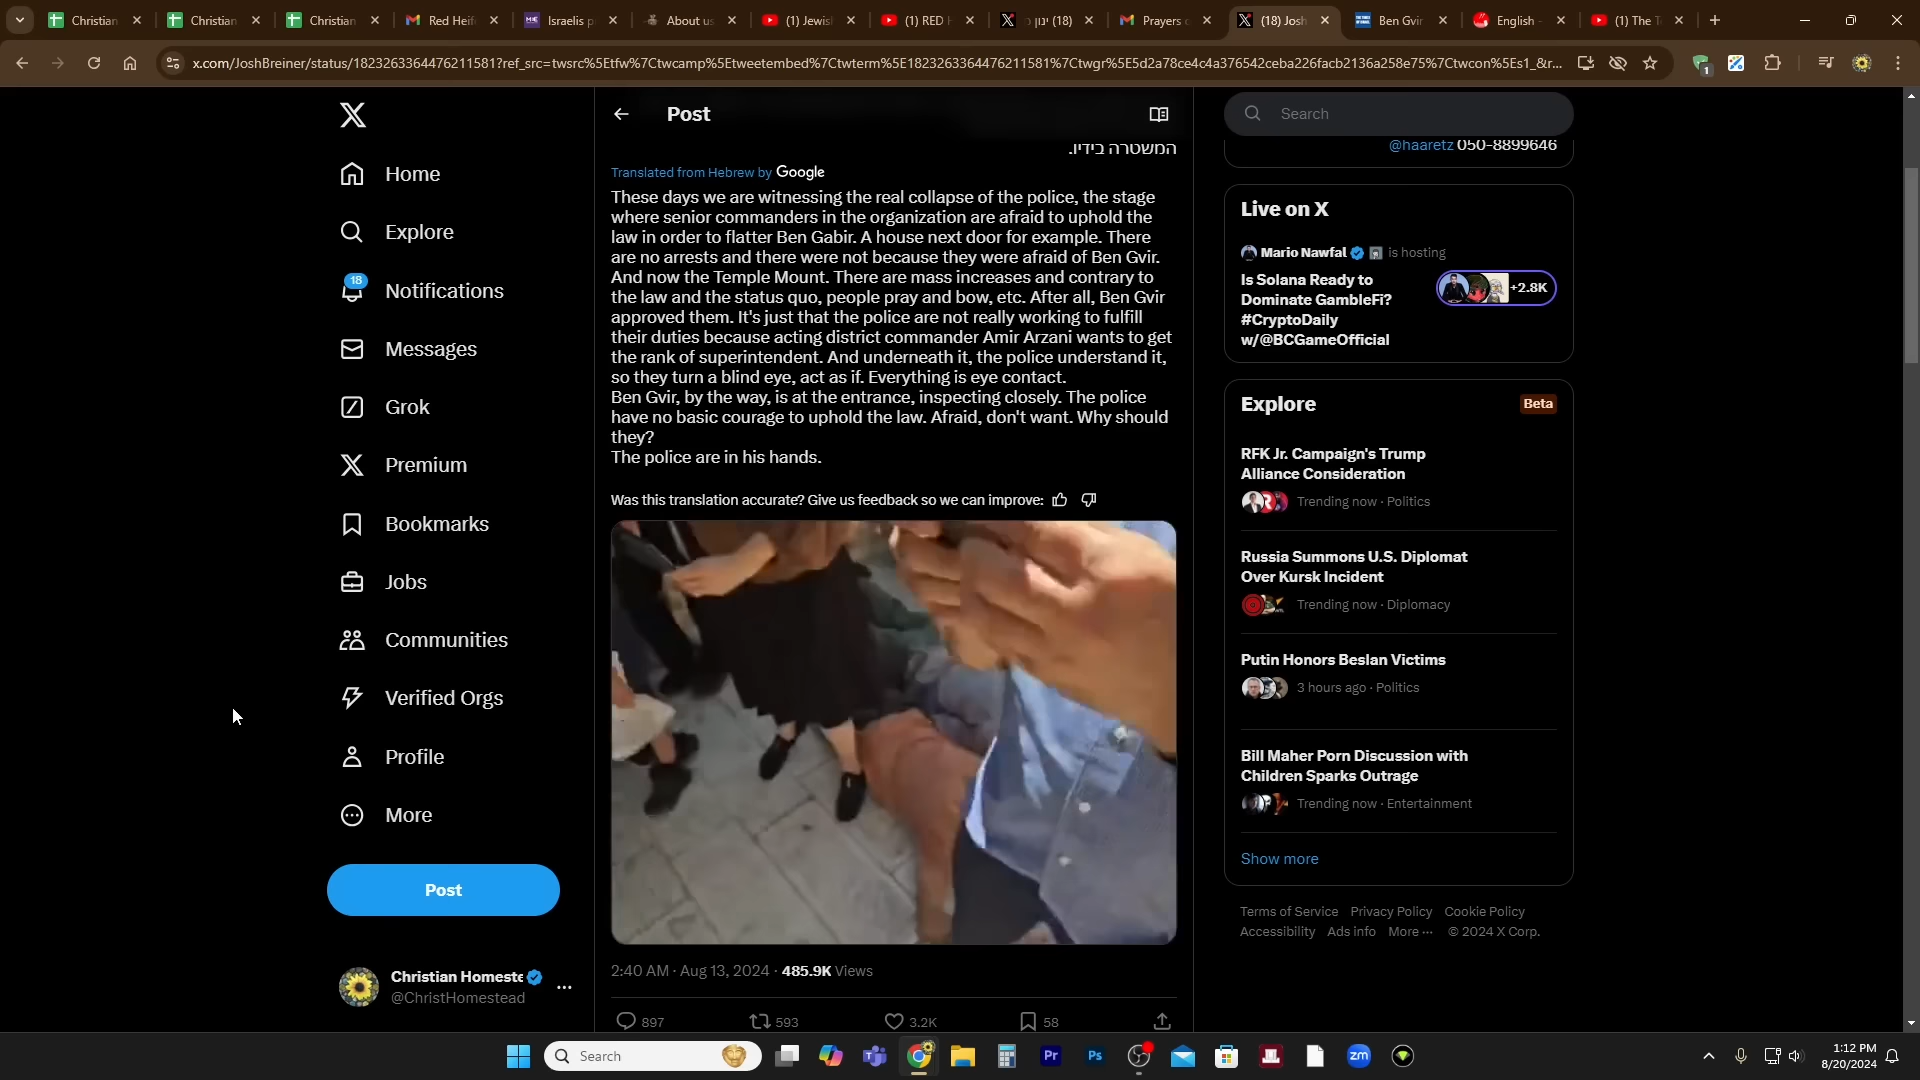 Christian
Christian
Christian
Red Heif
Israelis p
About us
(1) Jewis
(1) RED H
(18)
Prayers
(18) Josh
Ben Gvir
English -
(1) The T
x.com/JoshBreiner/status/1823263364476211581?ref_src=twsrc%5Etfw%7Ctwcamp%5Etweetembed%7Ctwterm%5E1823263364476211581%7Ctwgr%5E5d2a78ce4c4a376542ceba226facb2136a258e75%7Ctwcon%5Es1_&r...
1
Home
Explore
18
Notifications
Messages
Grok
Premium
Bookmarks
Jobs
Communities
Verified Orgs
Profile
More
Post
Christian Homeste
@ChristHomestead
Post
המשטרה בידיו.
Translated from Hebrew by Google
These days we are witnessing the real collapse of the police, the stage
where senior commanders in the organization are afraid to uphold the
law in order to flatter Ben Gabir. A house next door for example. There
are no arrests and there were not because they were afraid of Ben Gvir.
And now the Temple Mount. There are mass increases and contrary to
the law and the status quo, people pray and bow, etc. After all, Ben Gvir
approved them. It's just that the police are not really working to fulfill
their duties because acting district commander Amir Arzani wants to get
the rank of superintendent. And underneath it, the police understand it,
so they turn a blind eye, act as if. Everything is eye contact.
Ben Gvir, by the way, is at the entrance, inspecting closely. The police
have no basic courage to uphold the law. Afraid, don't want. Why should
they?
The police are in his hands.
Was this translation accurate? Give us feedback so we can improve:
2:40 AM · Aug 13, 2024 · 485.9K Views
897
593
3.2K
58
Search
@haaretz 050-8899646
Live on X
Mario Nawfal is hosting
Is Solana Ready to
Dominate GambleFi?
#CryptoDaily
w/@BCGameOfficial
+2.8K
Explore
Beta
RFK Jr. Campaign's Trump
Alliance Consideration
Trending now · Politics
Russia Summons U.S. Diplomat
Over Kursk Incident
Trending now · Diplomacy
Putin Honors Beslan Victims
3 hours ago · Politics
Bill Maher Porn Discussion with
Children Sparks Outrage
Trending now · Entertainment
Show more
Terms of Service Privacy Policy Cookie Policy
Accessibility Ads info More ··· © 2024 X Corp.
Search
Pr
Ps
zm
1:12 PM
8/20/2024